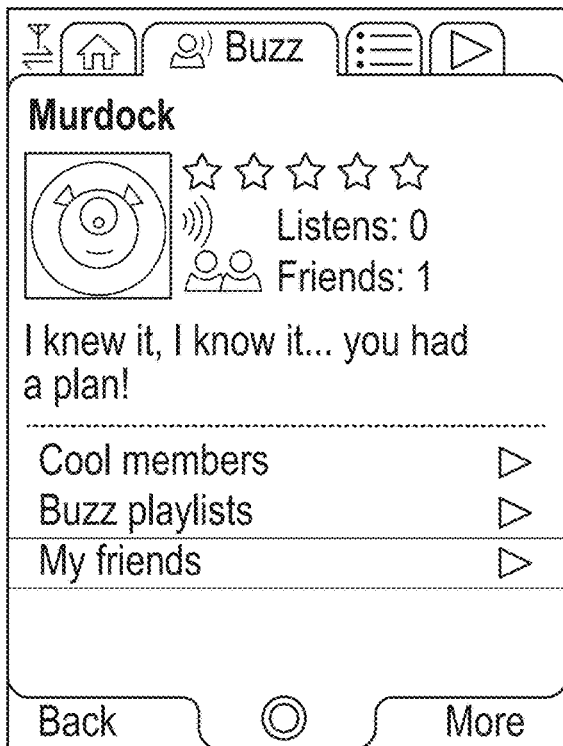 Buzz
Murdock
Listens: 0
Friends: 1
I knew it, I know it... you had
a plan!
Cool members
Buzz playlists
My friends
Back
More